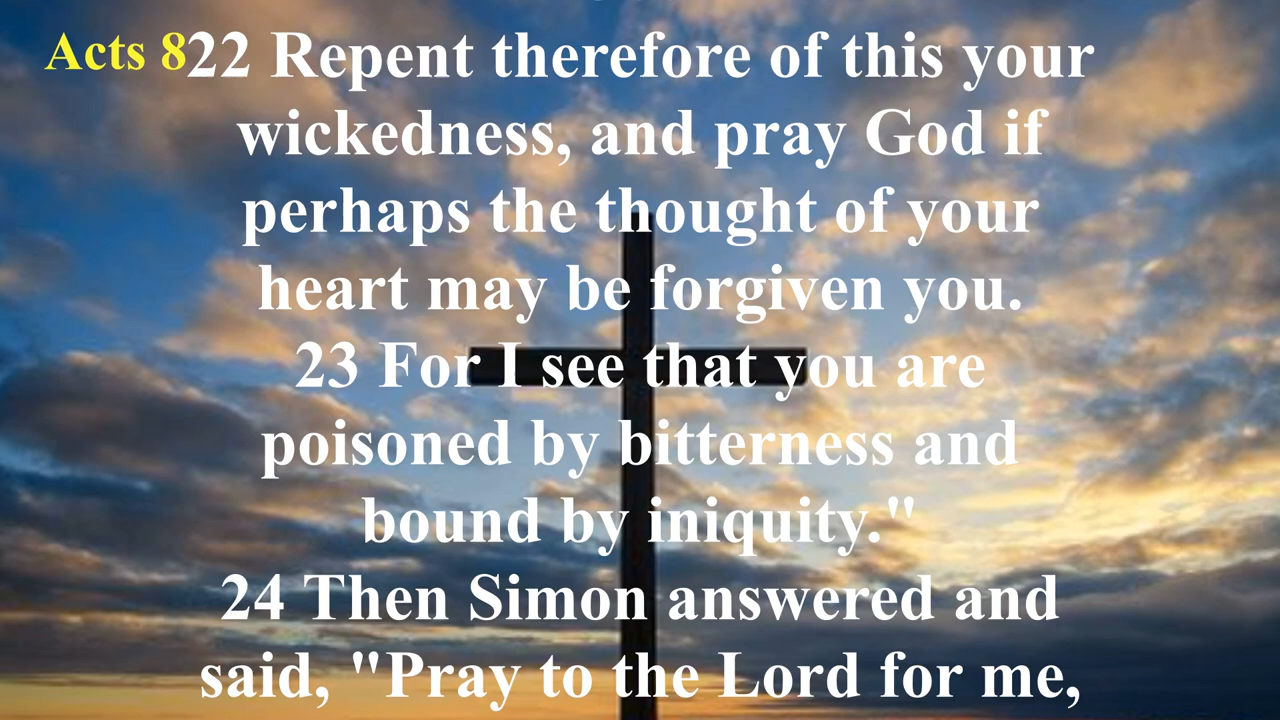 Acts 822 Repent therefore of this your
wickedness, and pray God if
perhaps the thought of your
heart may be forgiven you.
23 For I see that you are
poisoned by bitterness and
bound by iniquity."
24 Then Simon answered and
said, "Pray to the Lord for me,